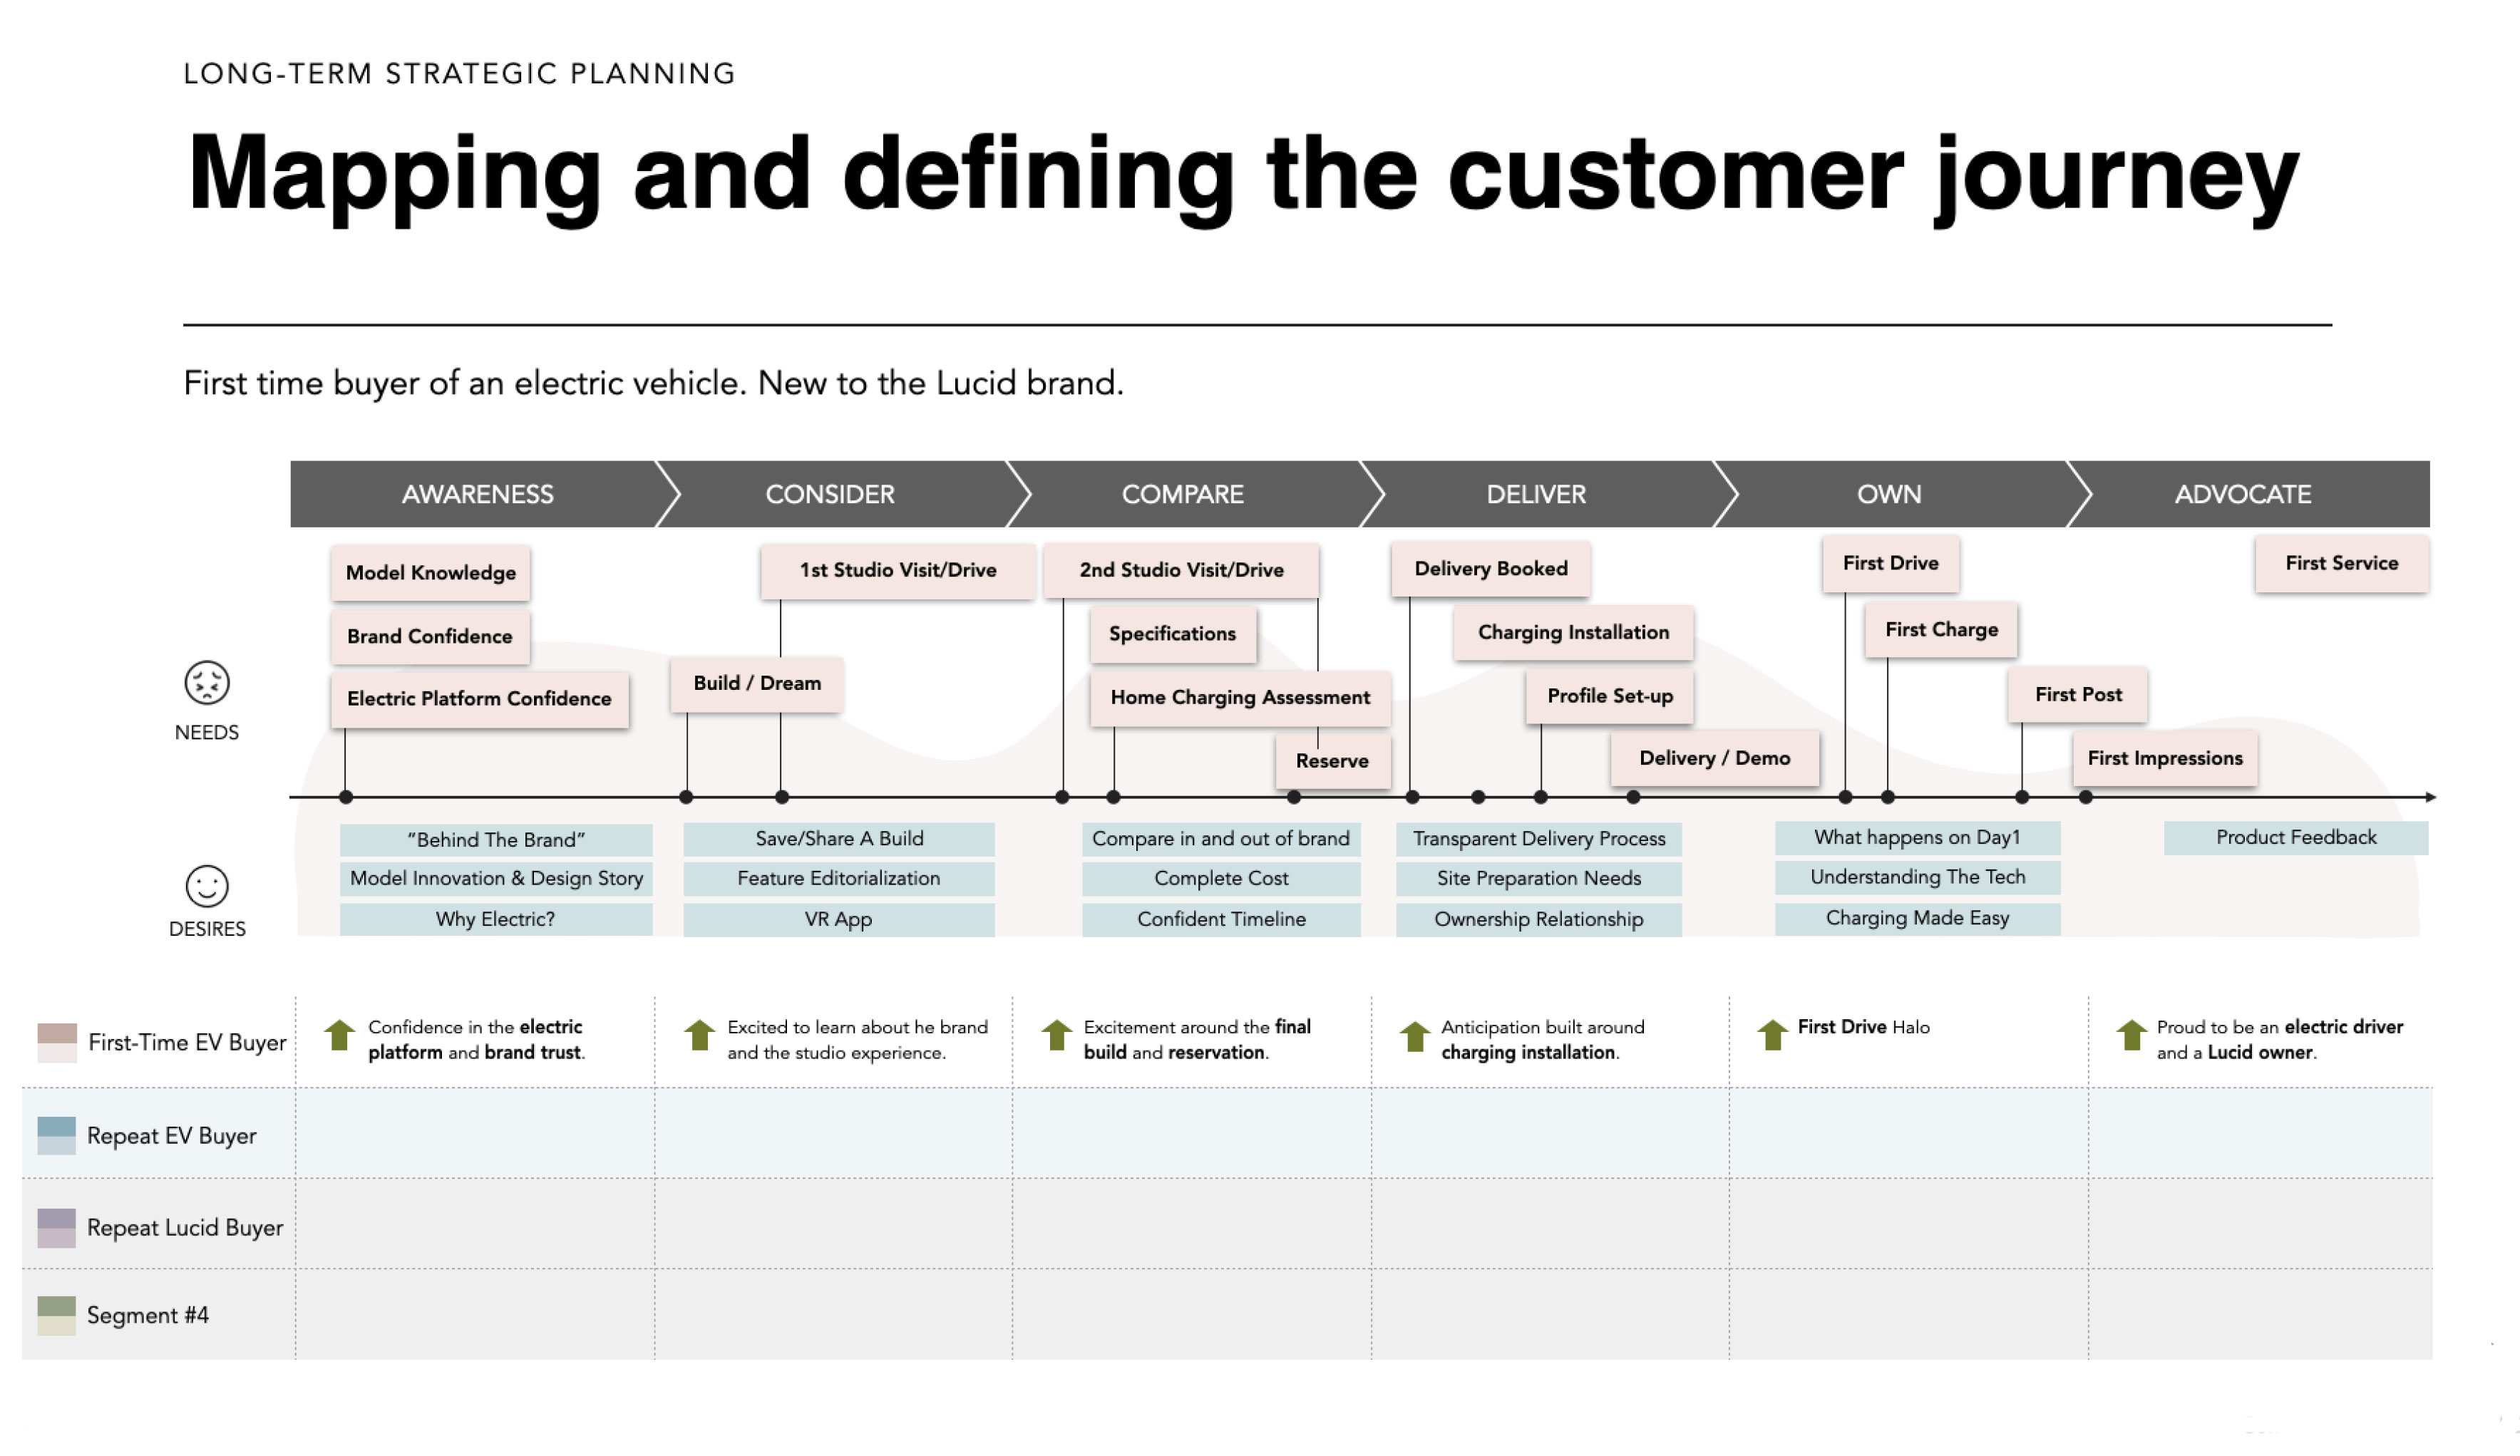 LONG-TERM STRATEGIC PLANNING
Mapping and defining the customer journey
First time buyer of an electric vehicle. New to the Lucid brand.
AWARENESS
CONSIDER
COMPARE
DELIVER
OWN
ADVOCATE
NEEDS
Model Knowledge
Brand Confidence
Electric Platform Confidence
1st Studio Visit/Drive
Build / Dream
2nd Studio Visit/Drive
Specifications
Home Charging Assessment
Reserve
Delivery Booked
Charging Installation
Profile Set-up
Delivery / Demo
First Drive
First Charge
First Post
First Impressions
First Service
DESIRES
“Behind The Brand”
Model Innovation & Design Story
Why Electric?
Save/Share A Build
Feature Editorialization
VR App
Compare in and out of brand
Complete Cost
Confident Timeline
Transparent Delivery Process
Site Preparation Needs
Ownership Relationship
What happens on Day1
Understanding The Tech
Charging Made Easy
Product Feedback
First-Time EV Buyer
Confidence in the electric
platform and brand trust.
Excited to learn about he brand
and the studio experience.
Excitement around the final
build and reservation.
Anticipation built around
charging installation.
First Drive Halo
Proud to be an electric driver
and a Lucid owner.
Repeat EV Buyer
Repeat Lucid Buyer
Segment #4